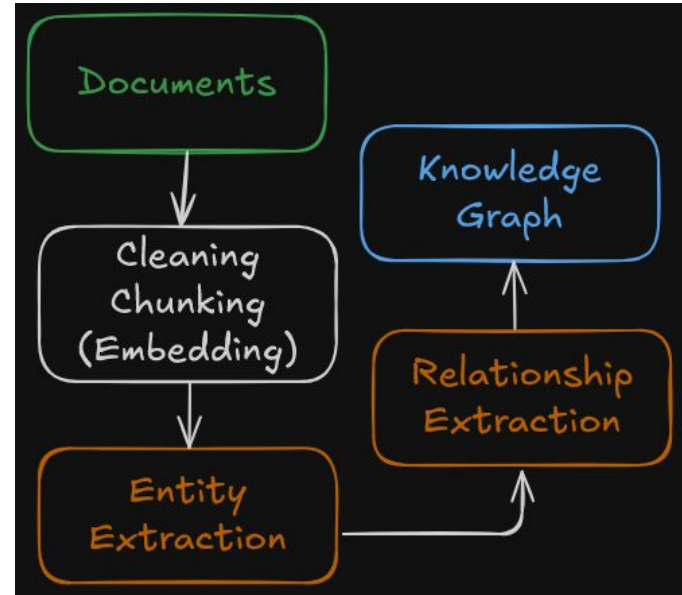 Documents
Cleaning
Chunking
(Embedding)
Entity
Extraction
Relationship
Extraction
Knowledge
Graph